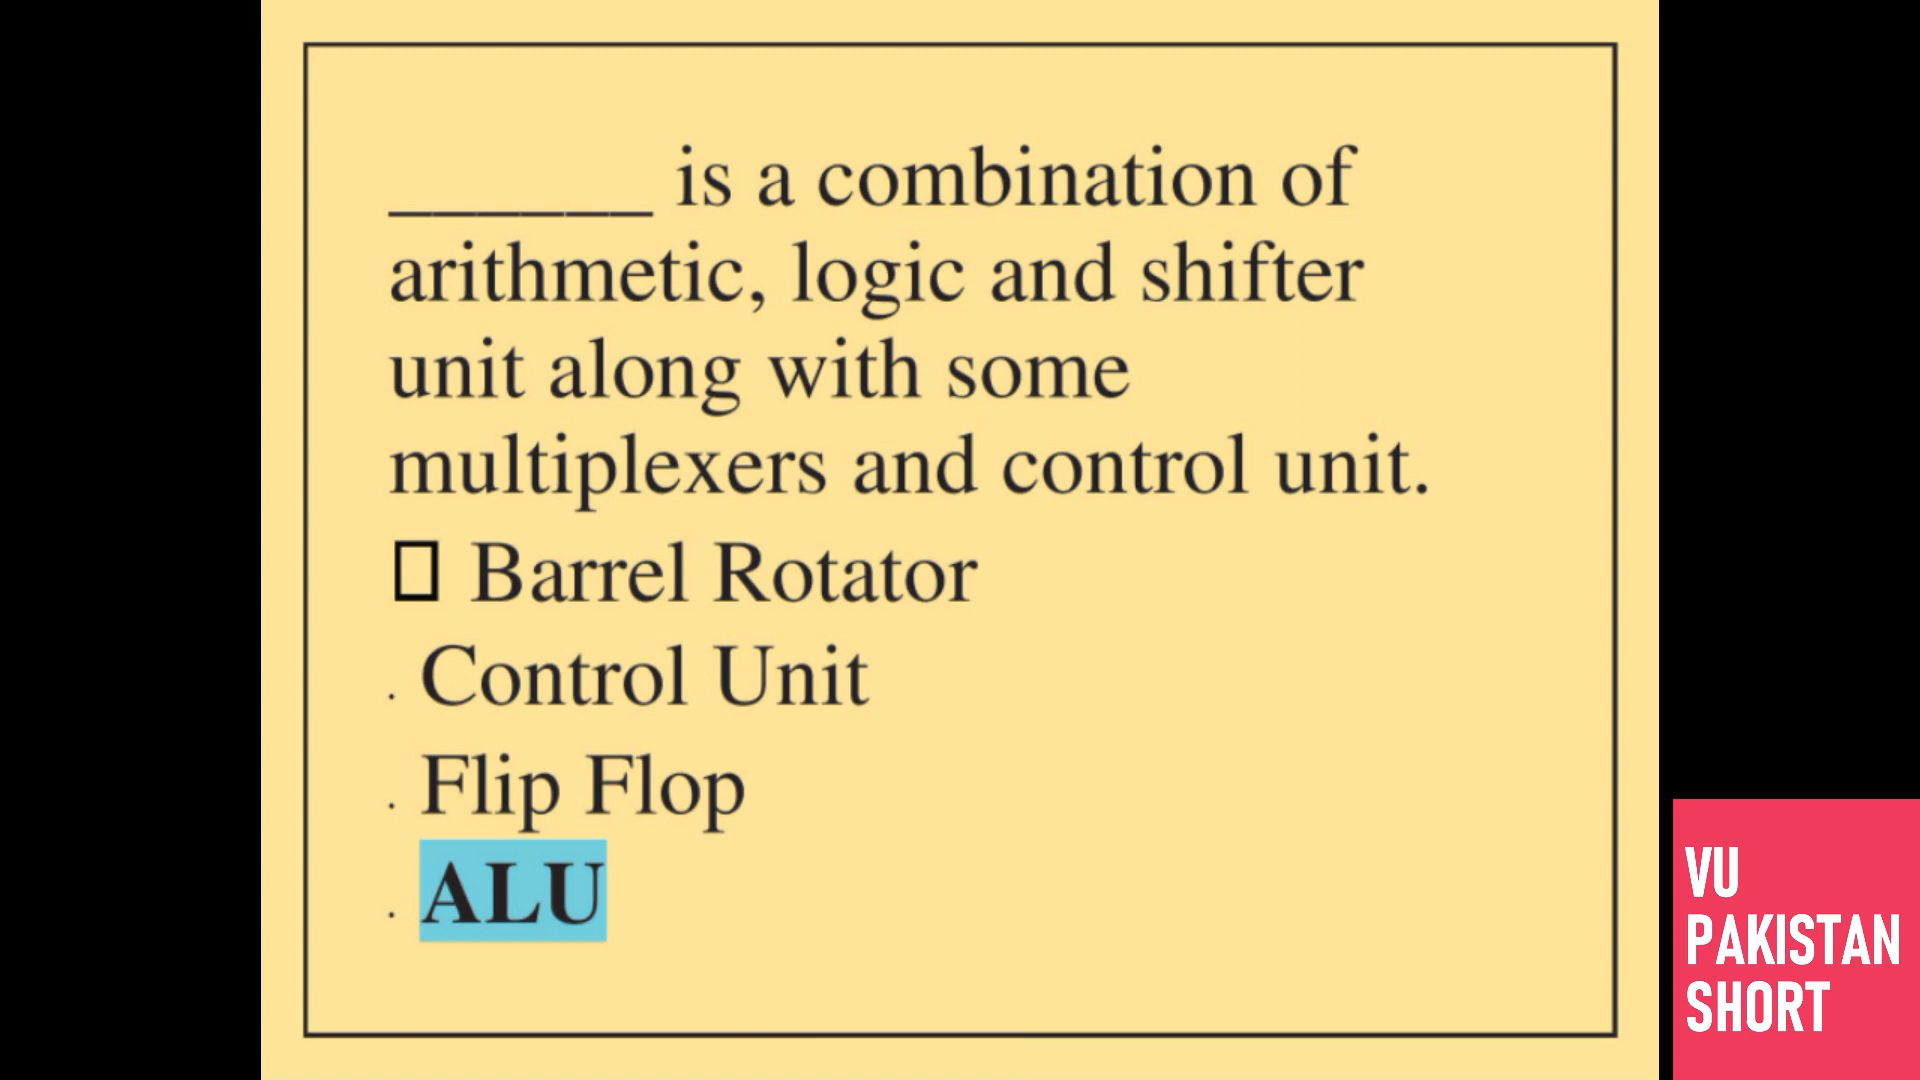 ______ is a combination of
arithmetic, logic and shifter
unit along with some
multiplexers and control unit.
▯ Barrel Rotator
. Control Unit
. Flip Flop
. ALU
VU
PAKISTAN
SHORT